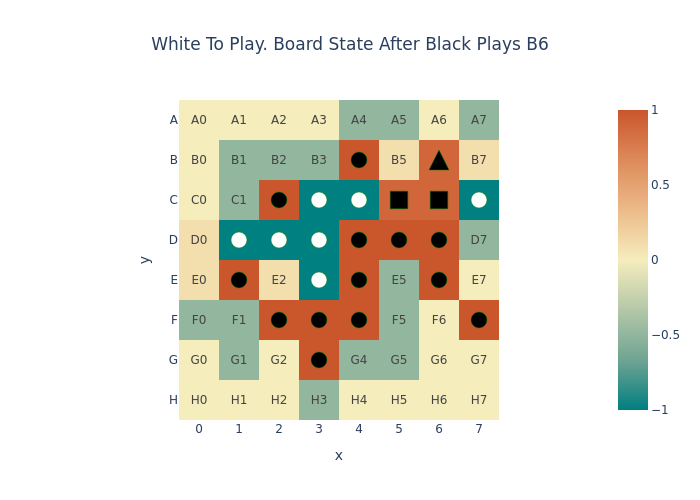 White To Play. Board State After Black Plays B6
A A0 A1 A2 A3 A4 A5 A6 A7
B B0 B1 B2 B3 B5 B7
C C0 C1
D D0 D7
E E0 E2 E5 E7
F F0 F1 F5 F6
G G0 G1 G2 G4 G5 G6 G7
H H0 H1 H2 H3 H4 H5 H6 H7
0 1 2 3 4 5 6 7
x
y
1
0.5
0
−0.5
−1